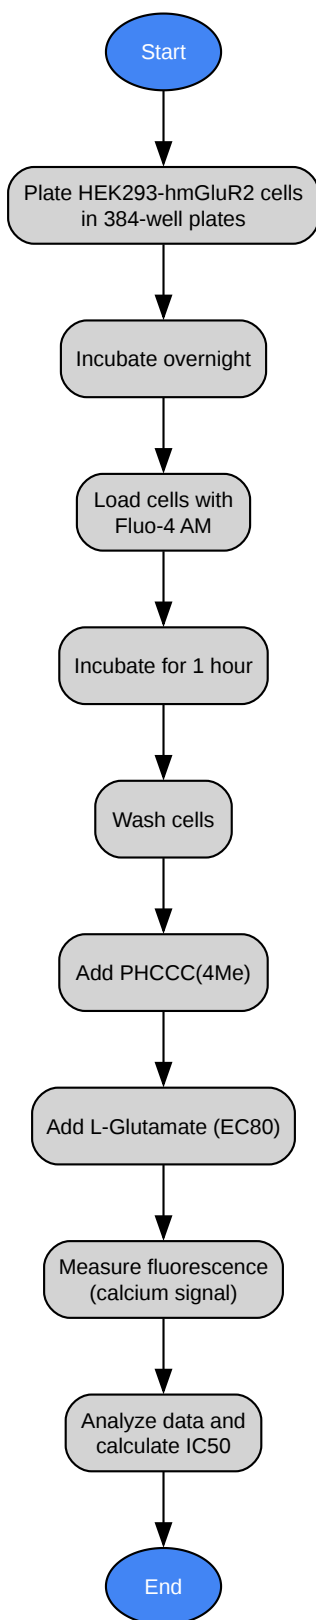 Start
Plate HEK293-hmGluR2 cells
in 384-well plates
Incubate overnight
Load cells with
Fluo-4 AM
Incubate for 1 hour
Wash cells
Add PHCCC(4Me)
Add L-Glutamate (EC80)
Measure fluorescence
(calcium signal)
Analyze data and
calculate IC50
End